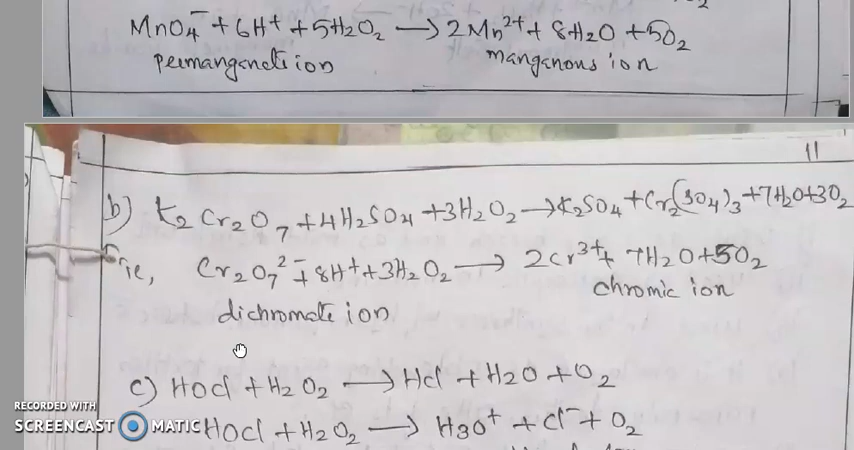 MnO4⁻ + 6H⁺ + 5H2O2 → 2Mn²⁺ + 8H2O + 5O2
permanganate ion manganous ion
11
b) K2Cr2O7 + 4H2SO4 + 3H2O2 → K2SO4 + Cr2(SO4)3 + 7H2O + 3O2
ie, Cr2O7²⁻ + 8H⁺ + 3H2O2 → 2Cr³⁺ + 7H2O + 5O2
dichromate ion chromic ion
c) HOCl + H2O2 → HCl + H2O + O2
HOCl + H2O2 → H3O⁺ + Cl⁻ + O2
RECORDED WITH
SCREENCAST MATIC